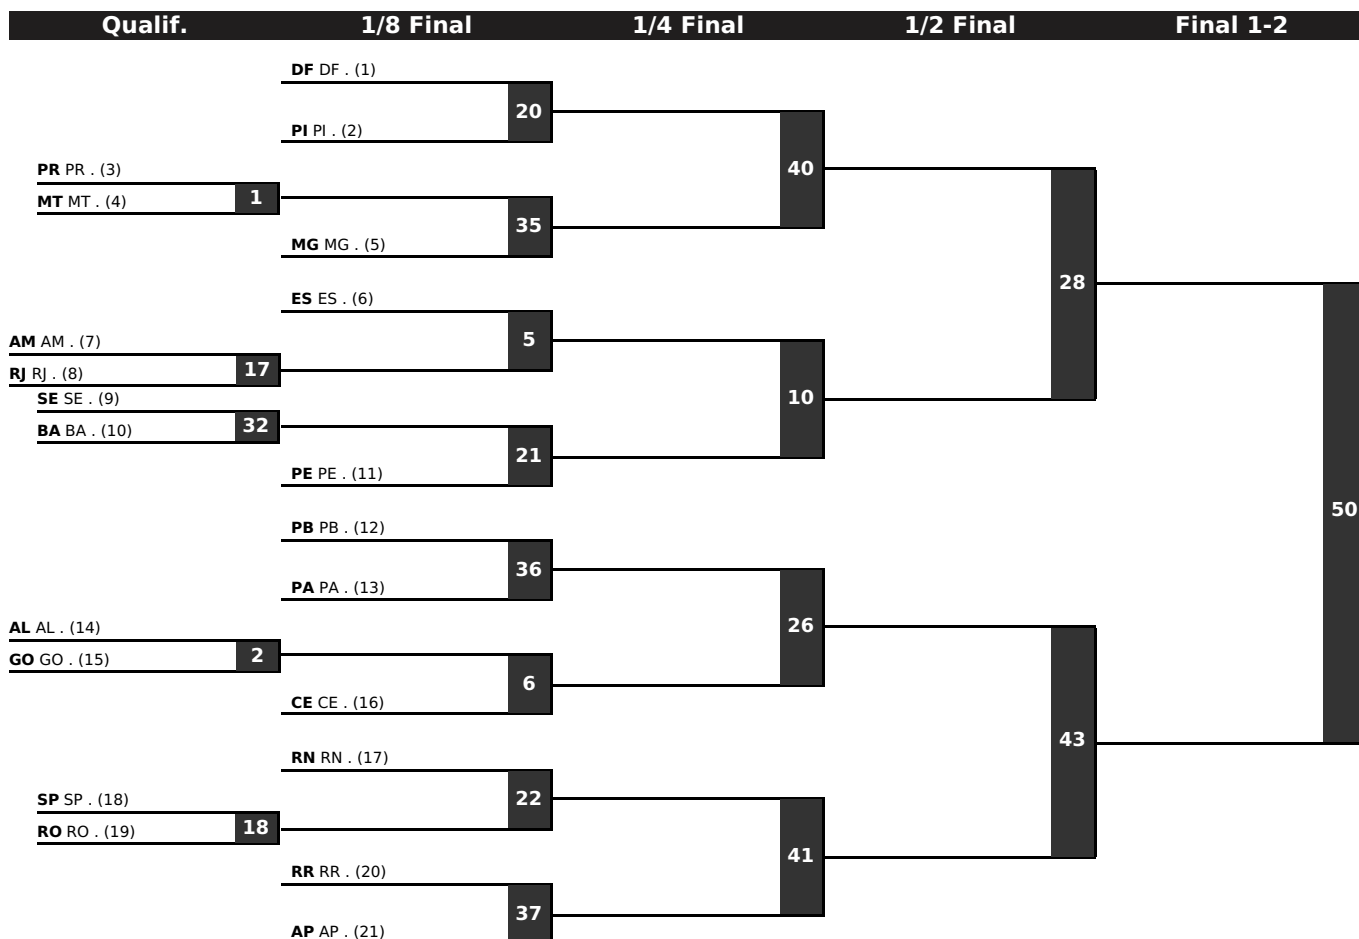 Qualif. 1/8 Final 1/4 Final 1/2 Final Final 1-2
DF DF . (1)
20
PI PI . (2)
PR PR . (3)
40
MT MT . (4) 1
35
MG MG . (5)
28
ES ES . (6)
5
AM AM . (7)
17
RJ RJ . (8)
SE SE . (9)
10
32
BA BA . (10)
21
PE PE . (11)
50
PB PB . (12)
36
PA PA . (13)
26
AL AL . (14)
2
GO GO . (15)
6
CE CE . (16)
43
RN RN . (17)
22
SP SP . (18)
18
RO RO . (19)
41
RR RR . (20)
37
AP AP . (21)